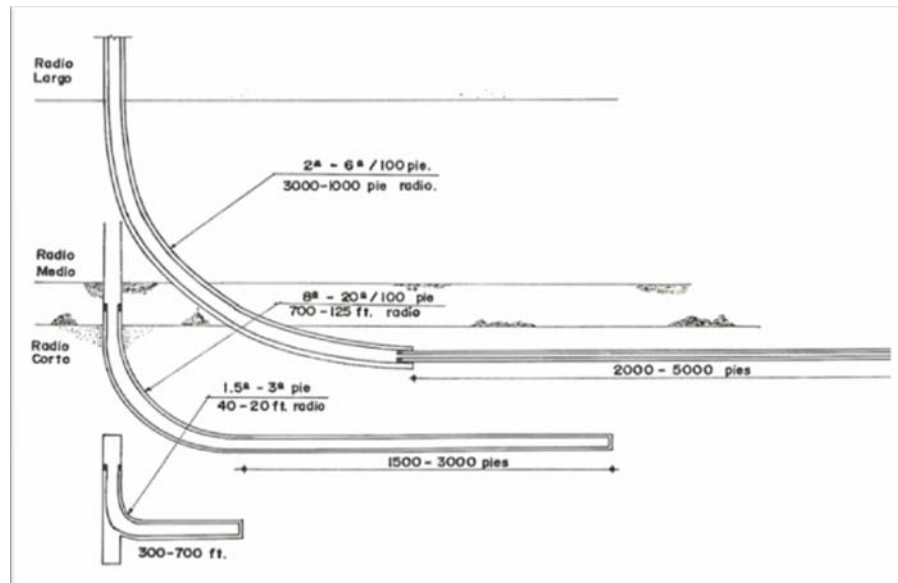 Radio
Largo
2ª - 6ª /100 pie.
3000-1000 pie radio.
Radio
Medio
8ª - 20ª/100 pie
700-125 ft. radio
Radio
Corto
2000 - 5000 pies
1.5ª - 3ª pie
40-20 ft. radio
1500 - 3000 pies
300-700 ft.